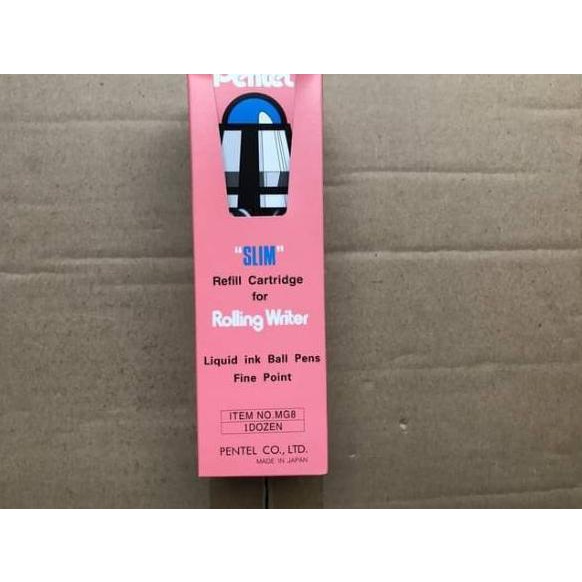 Pentel
"SLIM"
Refill Cartridge
for
Rolling Writer
Liquid ink Ball Pens
Fine Point
ITEM NO.MG8
1DOZEN
PENTEL CO., LTD.
MADE IN JAPAN